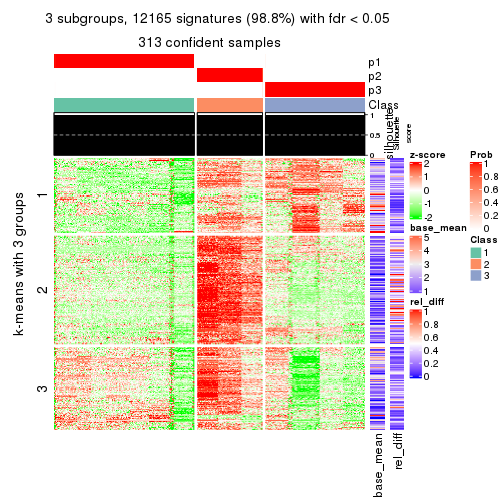 3 subgroups, 12165 signatures (98.8%) with fdr < 0.05
313 confident samples
p1
p2
p3
Class
silhouette
Silhouette
score
1
0.5
0
k-means with 3 groups
1
2
3
base_mean
rel_diff
z-score
2
1
0
-1
-2
base_mean
5
4
3
2
1
rel_diff
1
0.8
0.6
0.4
0.2
0
Prob
1
0.8
0.6
0.4
0.2
0
Class
1
2
3